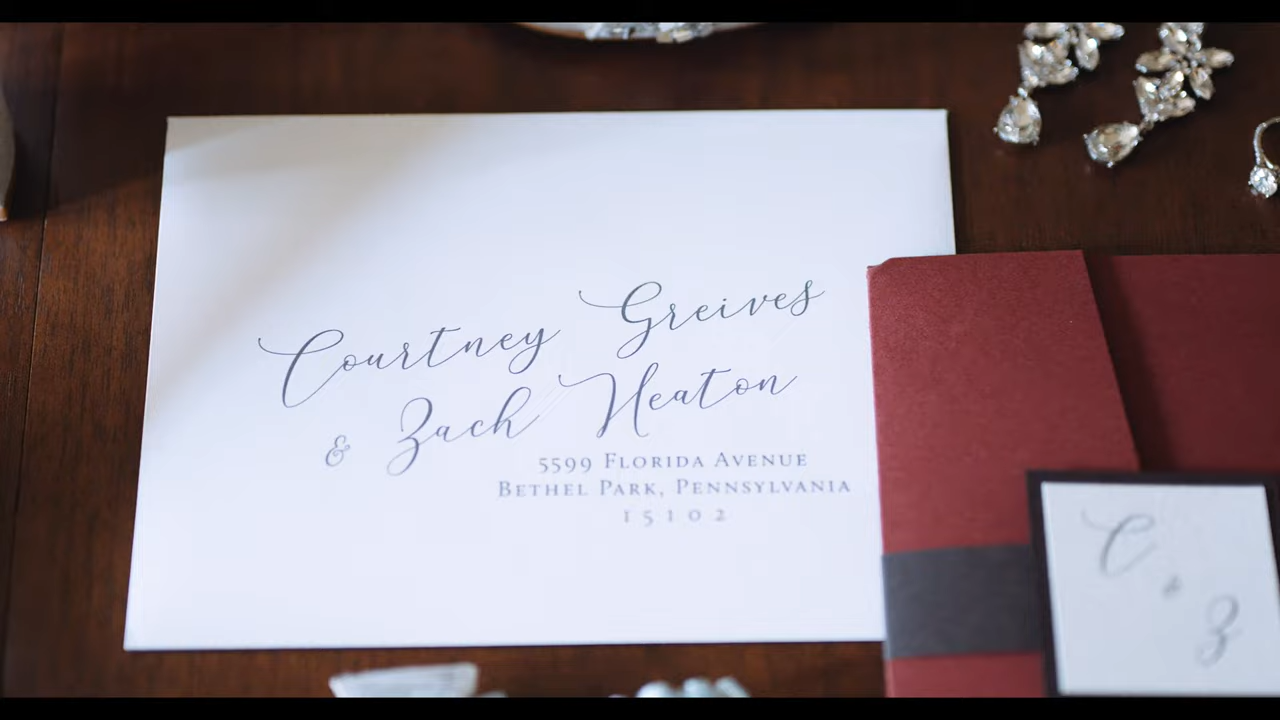 Courtney Greives
& Zach Heaton
5599 Florida Avenue
Bethel Park, Pennsylvania
15102
C
&
Z